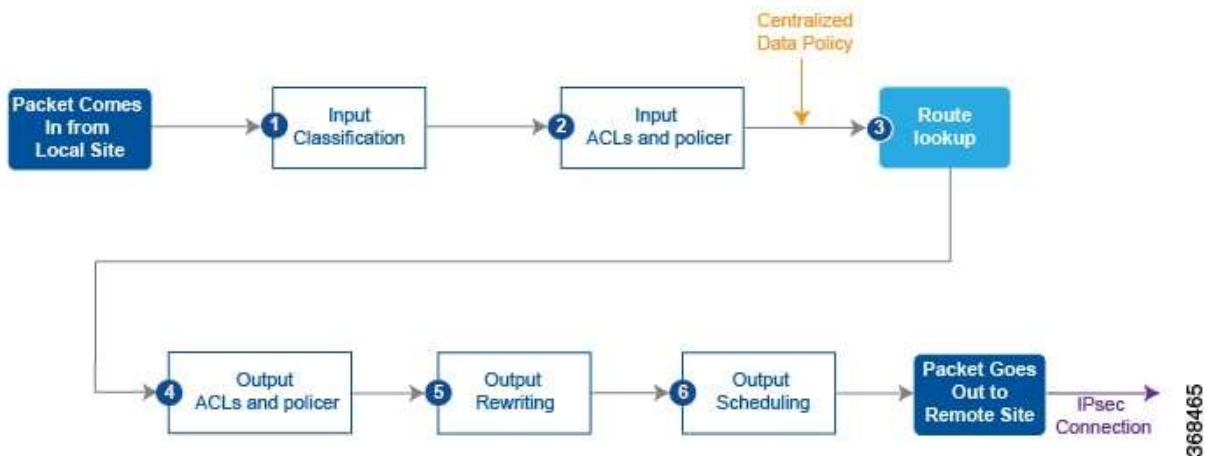 Centralized
Data Policy
Packet Comes
In from
Local Site
1
Input
Classification
2
Input
ACLs and policer
3
Route
lookup
4
Output
ACLs and policer
5
Output
Rewriting
6
Output
Scheduling
Packet Goes
Out to
Remote Site
IPsec
Connection
368465